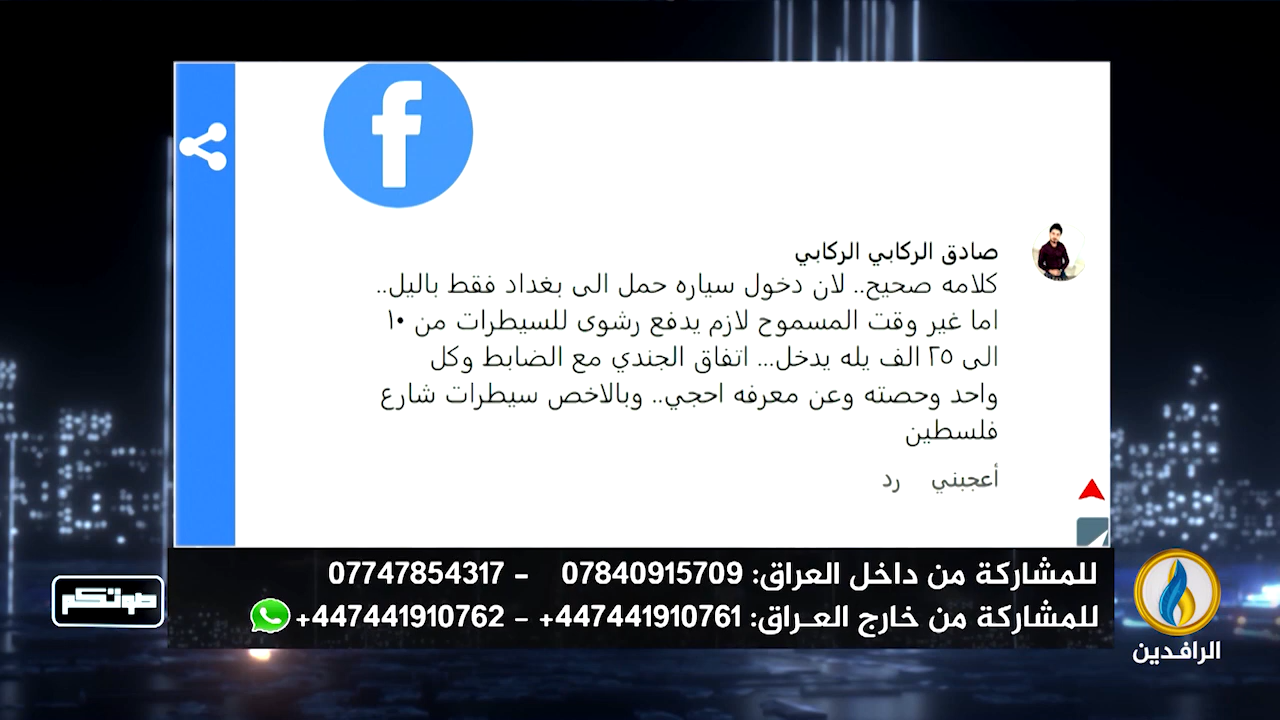 f
صادق الركابي الركابي
كلامه صحيح.. لان دخول سياره حمل الى بغداد فقط باليل..
اما غير وقت المسموح لازم يدفع رشوى للسيطرات من ١٠
الى ٢٥ الف يله يدخل... اتفاق الجندي مع الضابط وكل
واحد وحصته وعن معرفه احجي.. وبالاخص سيطرات شارع
فلسطين
أعجبني رد
للمشاركة من داخل العراق: 07840915709 - 07747854317
للمشاركة من خارج العـراق: 447441910761+ - 447441910762+
صوتكم
الرافدين